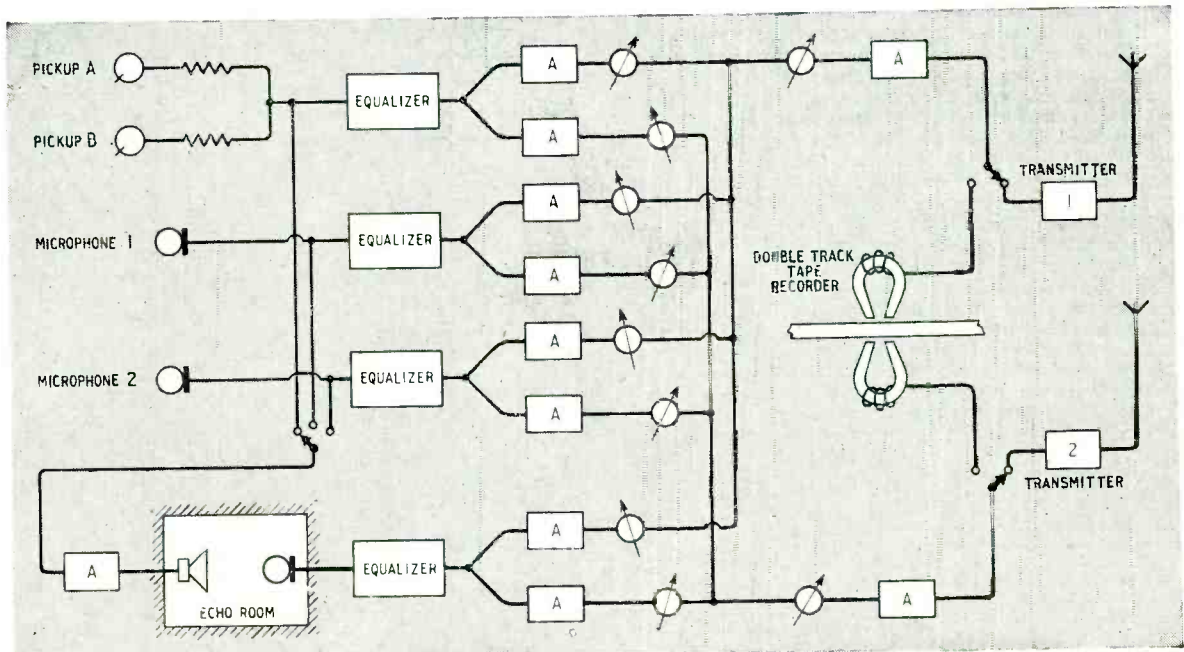 PICKUP A
PICKUP B
MICROPHONE 1
MICROPHONE 2
EQUALIZER
A
A
EQUALIZER
A
A
EQUALIZER
A
A
EQUALIZER
A
A
A
ECHO ROOM
A
A
DOUBLE TRACK
TAPE
RECORDER
TRANSMITTER
1
2
TRANSMITTER